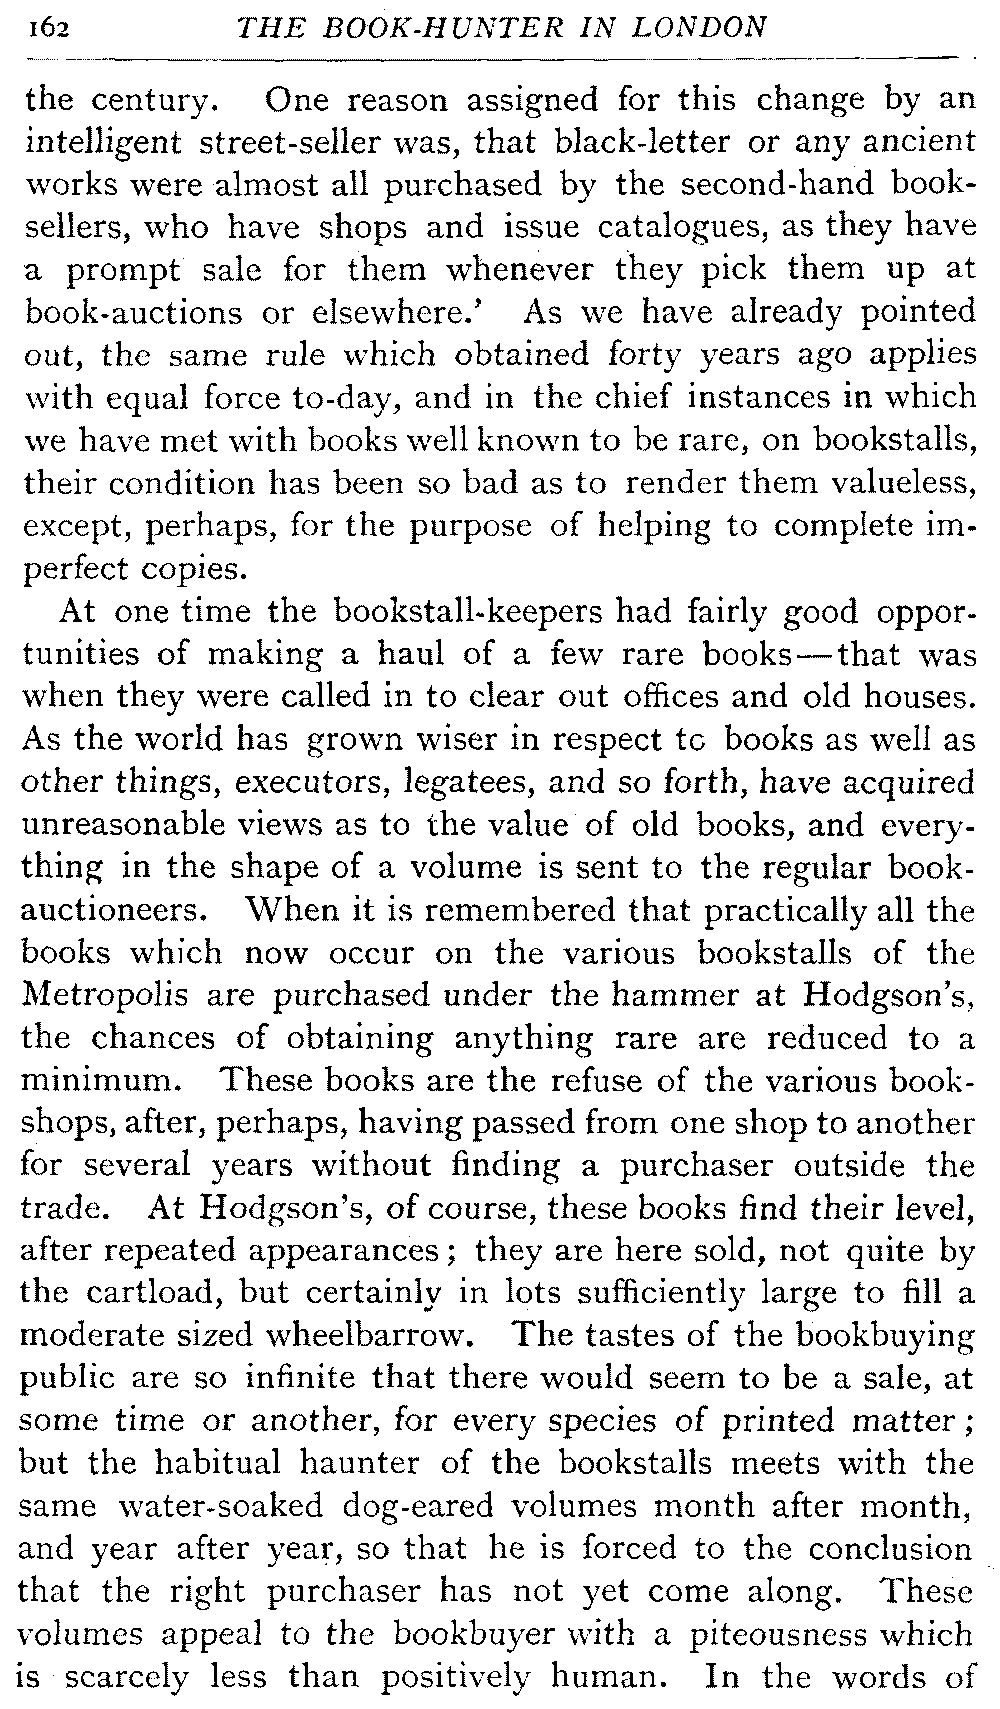 162 THE BOOK-HUNTER IN LONDON
the century. One reason assigned for this change by an
intelligent street-seller was, that black-letter or any ancient
works were almost all purchased by the second-hand book-
sellers, who have shops and issue catalogues, as they have
a prompt sale for them whenever they pick them up at
book-auctions or elsewhere.’ As we have already pointed
out, the same rule which obtained forty years ago applies
with equal force to-day, and in the chief instances in which
we have met with books well known to be rare, on bookstalls,
their condition has been so bad as to render them valueless,
except, perhaps, for the purpose of helping to complete im-
perfect copies.
At one time the bookstall-keepers had fairly good oppor-
tunities of making a haul of a few rare books—that was
when they were called in to clear out offices and old houses.
As the world has grown wiser in respect to books as well as
other things, executors, legatees, and so forth, have acquired
unreasonable views as to the value of old books, and every-
thing in the shape of a volume is sent to the regular book-
auctioneers. When it is remembered that practically all the
books which now occur on the various bookstalls of the
Metropolis are purchased under the hammer at Hodgson’s,
the chances of obtaining anything rare are reduced to a
minimum. These books are the refuse of the various book-
shops, after, perhaps, having passed from one shop to another
for several years without finding a purchaser outside the
trade. At Hodgson’s, of course, these books find their level,
after repeated appearances; they are here sold, not quite by
the cartload, but certainly in lots sufficiently large to fill a
moderate sized wheelbarrow. The tastes of the bookbuying
public are so infinite that there would seem to be a sale, at
some time or another, for every species of printed matter;
but the habitual haunter of the bookstalls meets with the
same water-soaked dog-eared volumes month after month,
and year after year, so that he is forced to the conclusion
that the right purchaser has not yet come along. These
volumes appeal to the bookbuyer with a piteousness which
is scarcely less than positively human. In the words of